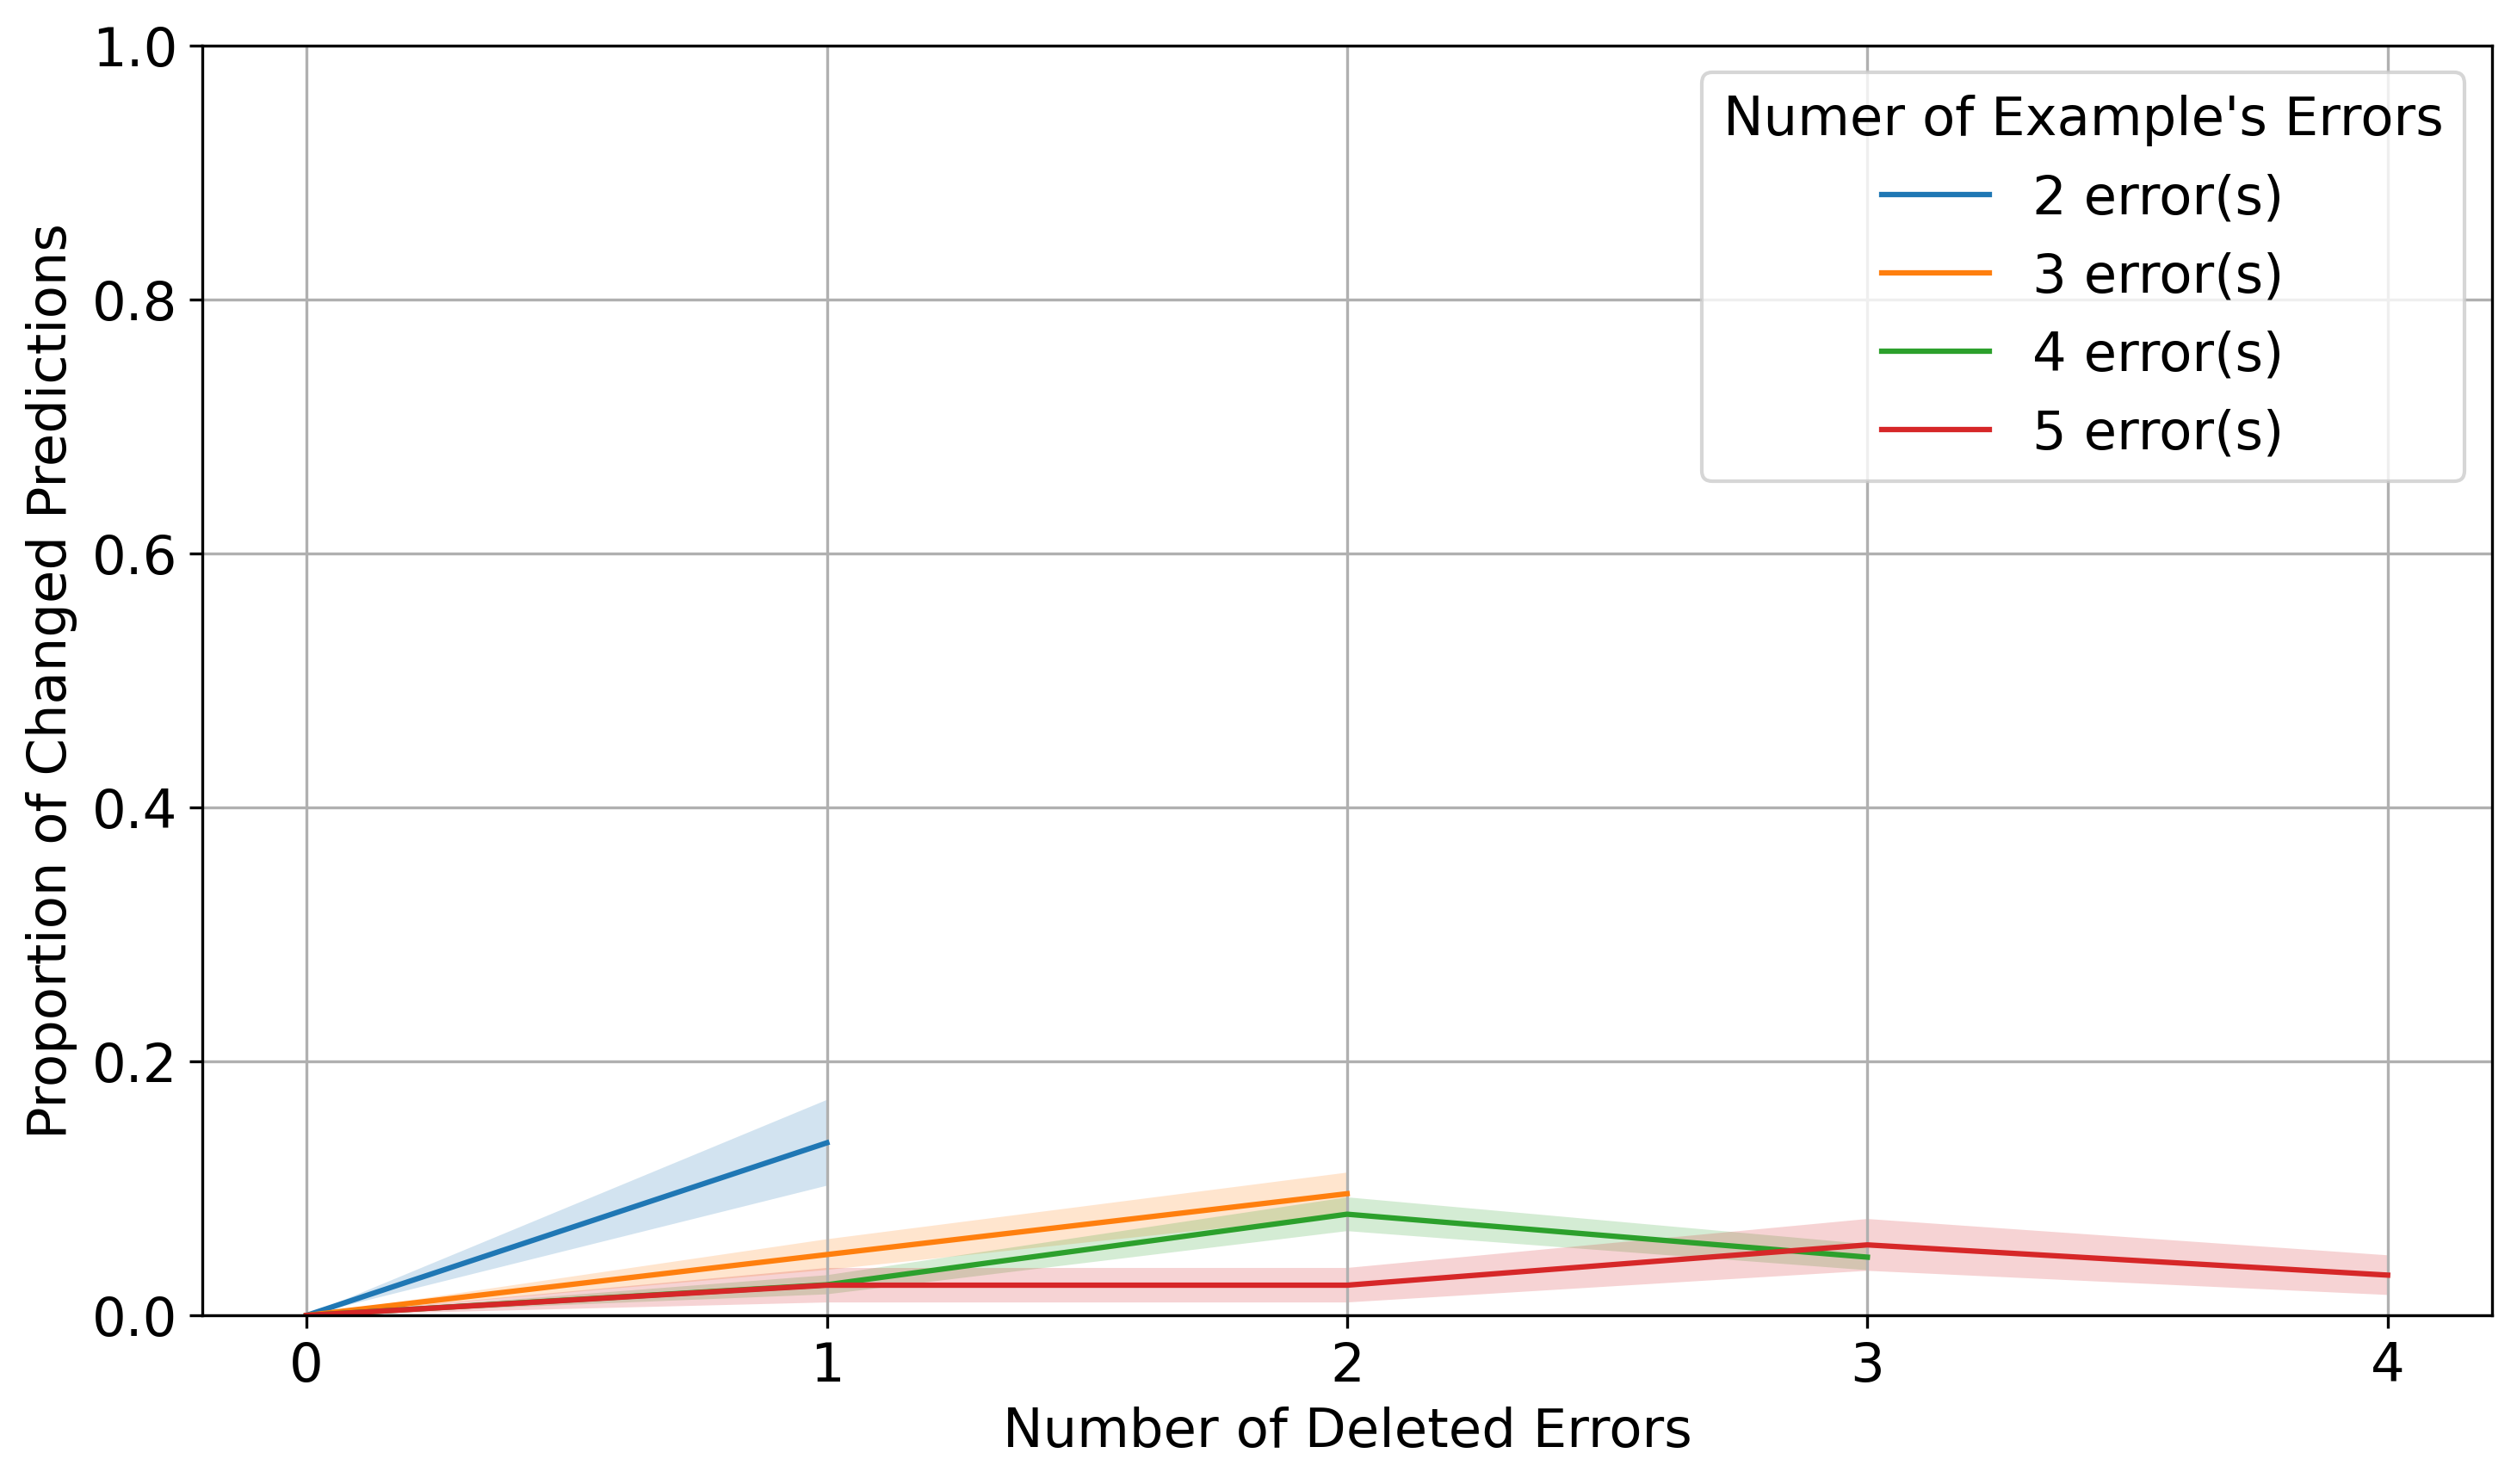 1.0
0.8
0.6
0.4
0.2
0.0
Proportion of Changed Predictions
Numer of Example's Errors
2 error(s)
3 error(s)
4 error(s)
5 error(s)
0 1 2 3 4
Number of Deleted Errors